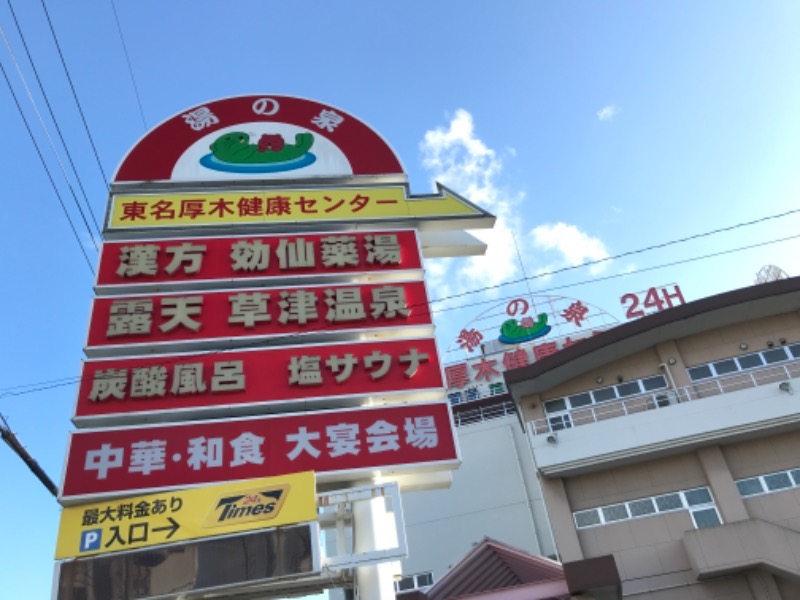 湯の泉
東名厚木健康センター
漢方 効仙薬湯
露天 草津温泉
炭酸風呂 塩サウナ
中華・和食 大宴会場
最大料金あり
P 入口→
24h Times
湯の泉
24H
厚木健康セ